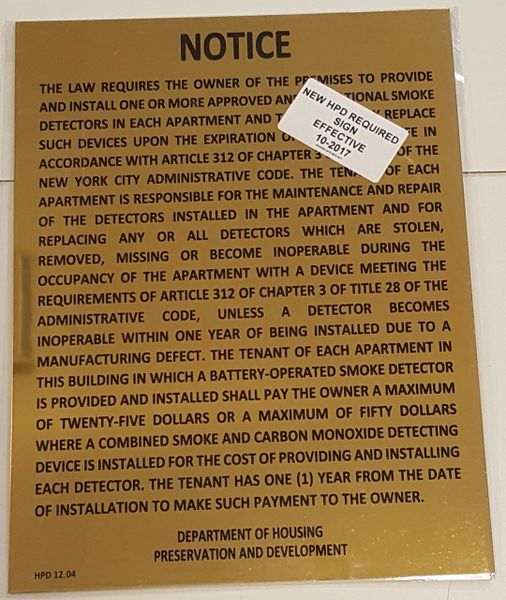 NOTICE
THE LAW REQUIRES THE OWNER OF THE PREMISES TO PROVIDE
AND INSTALL ONE OR MORE APPROVED AND TIONAL SMOKE
DETECTORS IN EACH APARTMENT AND REPLACE
SUCH DEVICES UPON THE EXPIRATION IN
ACCORDANCE WITH ARTICLE 312 OF CHAPTER 3 OF THE
NEW YORK CITY ADMINISTRATIVE CODE. THE OF EACH
APARTMENT IS RESPONSIBLE FOR THE MAINTENANCE AND REPAIR
OF THE DETECTORS INSTALLED IN THE APARTMENT AND FOR
REPLACING ANY OR ALL DETECTORS WHICH ARE STOLEN,
REMOVED, MISSING OR BECOME INOPERABLE DURING THE
OCCUPANCY OF THE APARTMENT WITH A DEVICE MEETING THE
REQUIREMENTS OF ARTICLE 312 OF CHAPTER 3 OF TITLE 28 OF THE
ADMINISTRATIVE CODE, UNLESS A DETECTOR BECOMES
INOPERABLE WITHIN ONE YEAR OF BEING INSTALLED DUE TO A
MANUFACTURING DEFECT. THE TENANT OF EACH APARTMENT IN
THIS BUILDING IN WHICH A BATTERY-OPERATED SMOKE DETECTOR
IS PROVIDED AND INSTALLED SHALL PAY THE OWNER A MAXIMUM
OF TWENTY-FIVE DOLLARS OR A MAXIMUM OF FIFTY DOLLARS
WHERE A COMBINED SMOKE AND CARBON MONOXIDE DETECTING
DEVICE IS INSTALLED FOR THE COST OF PROVIDING AND INSTALLING
EACH DETECTOR. THE TENANT HAS ONE (1) YEAR FROM THE DATE
OF INSTALLATION TO MAKE SUCH PAYMENT TO THE OWNER.
DEPARTMENT OF HOUSING
PRESERVATION AND DEVELOPMENT
HPD 12.04
NEW HPD REQUIRED
SIGN
EFFECTIVE
10-2017